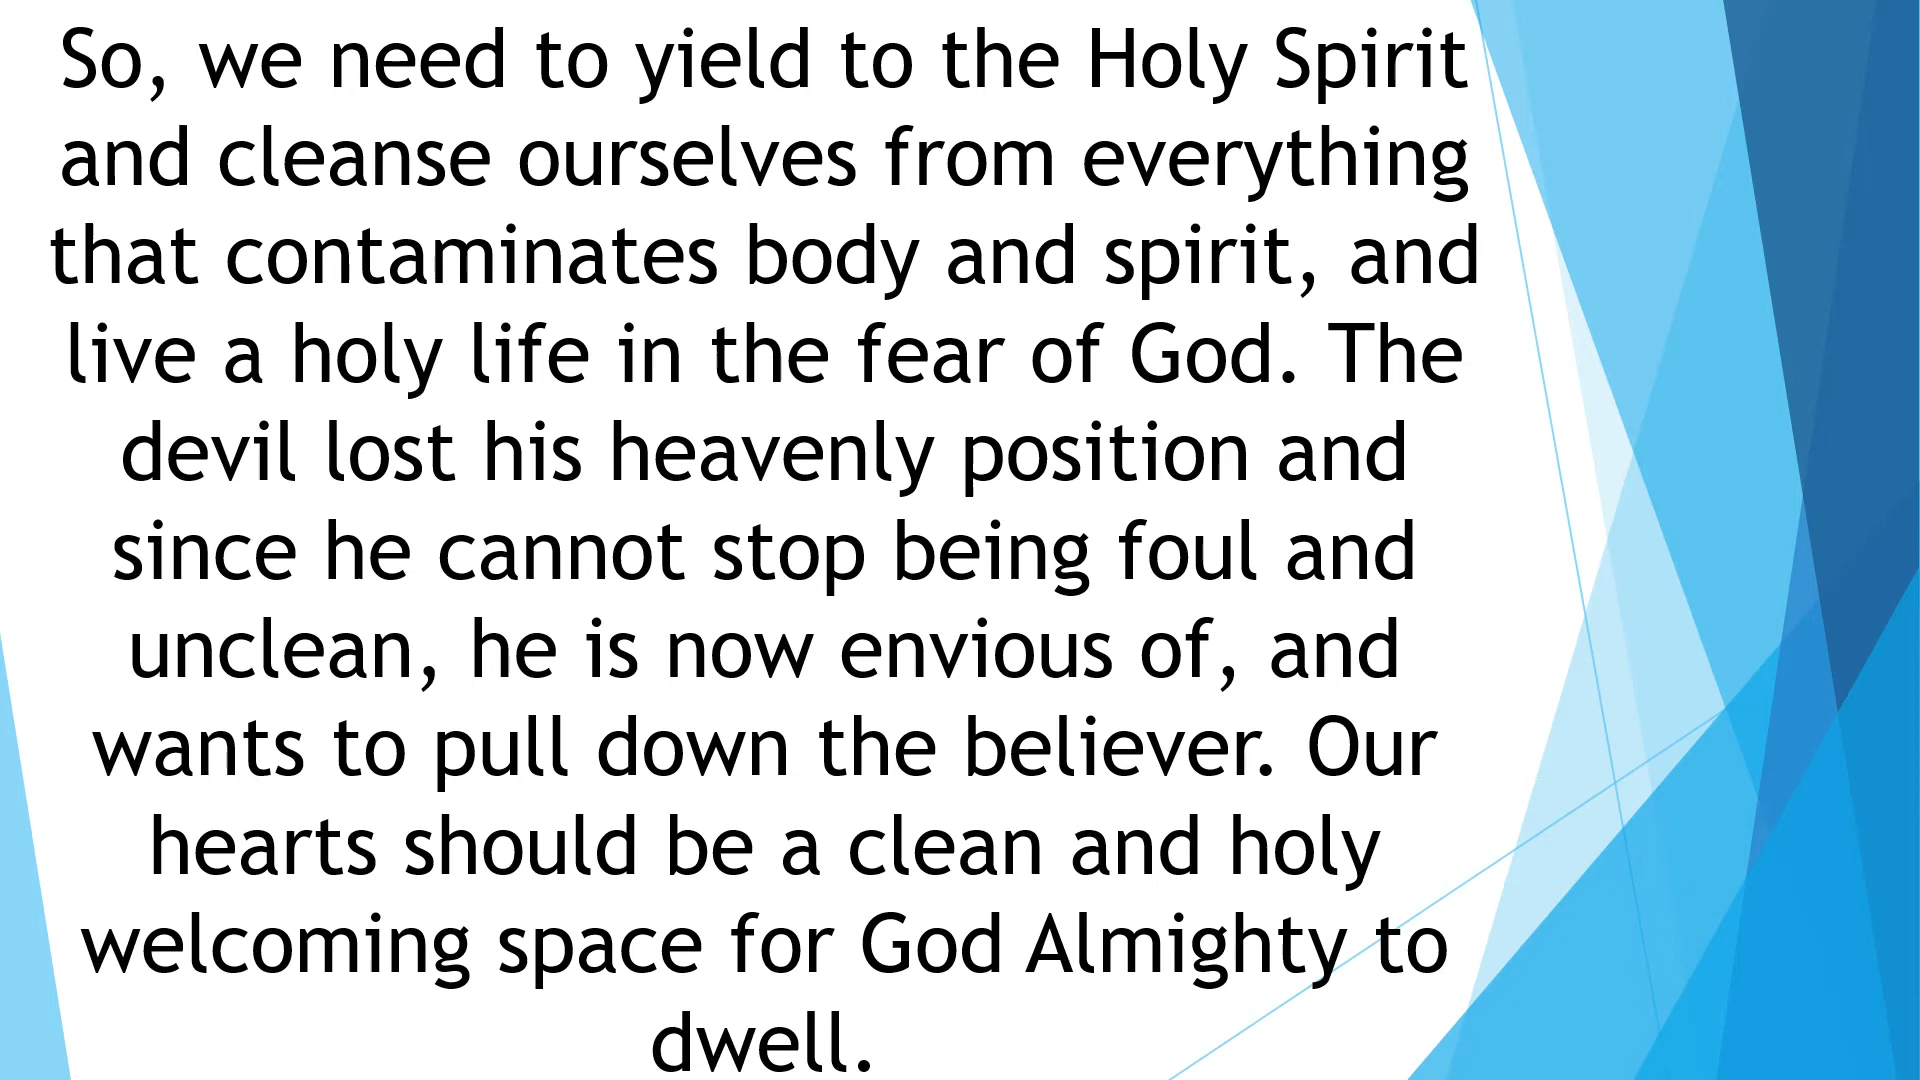 So, we need to yield to the Holy Spirit
and cleanse ourselves from everything
that contaminates body and spirit, and
live a holy life in the fear of God. The
devil lost his heavenly position and
since he cannot stop being foul and
unclean, he is now envious of, and
wants to pull down the believer. Our
hearts should be a clean and holy
welcoming space for God Almighty to
dwell.